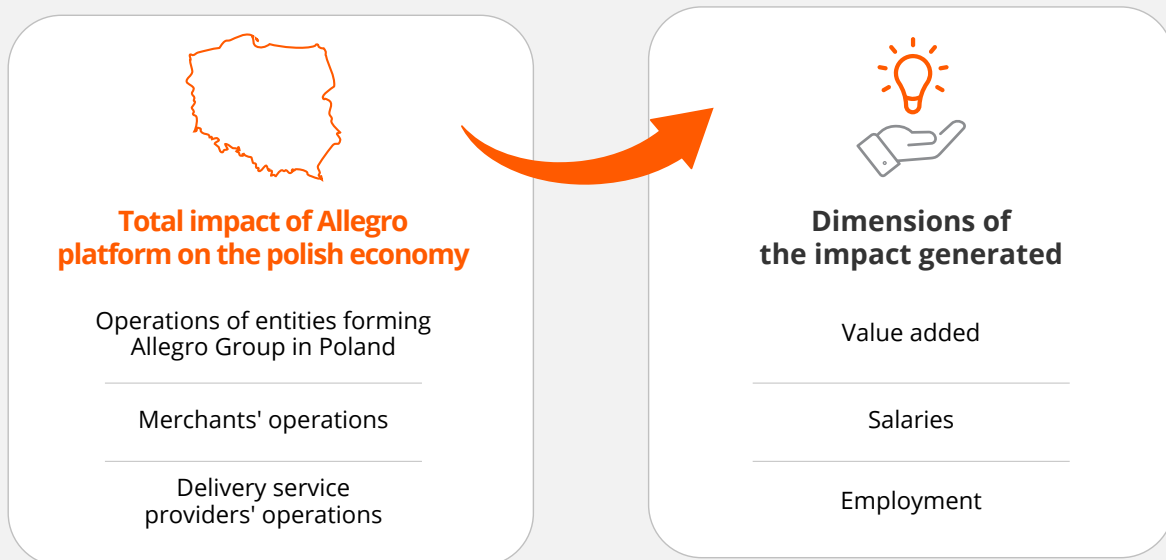 Total impact of Allegro
platform on the polish economy
Operations of entities forming
Allegro Group in Poland
Merchants' operations
Delivery service
providers' operations
Dimensions of
the impact generated
Value added
Salaries
Employment